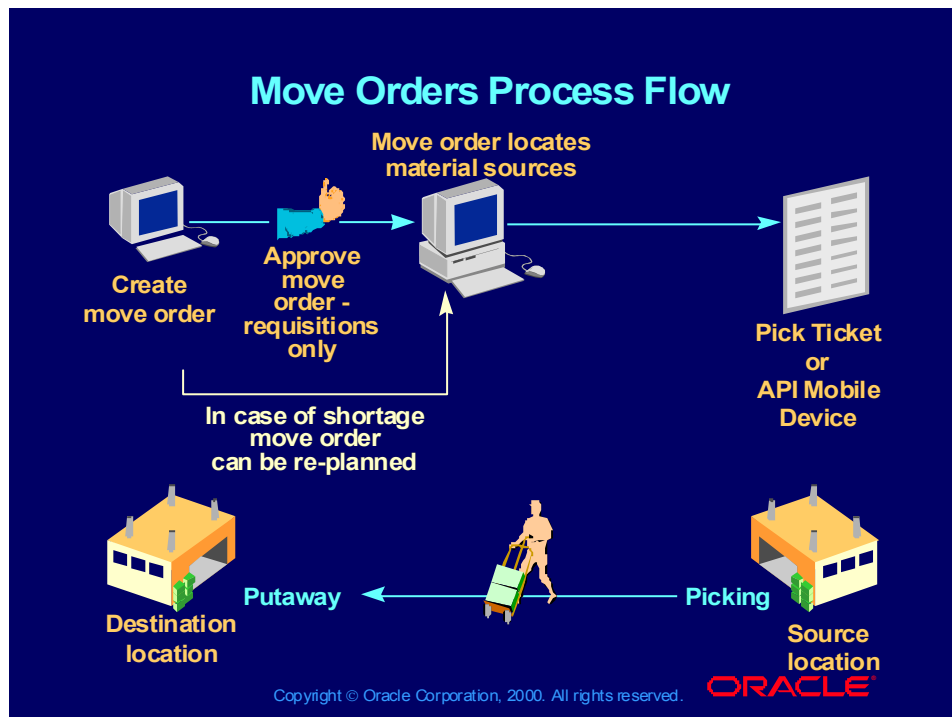 Move Orders Process Flow
Move order locates
material sources
Create
move order
Approve
move
order -
requisitions
only
Pick Ticket
or
API Mobile
Device
In case of shortage
move order
can be re-planned
Destination
location
Putaway
Picking
Source
location
Copyright © Oracle Corporation, 2000. All rights reserved.
ORACLE®